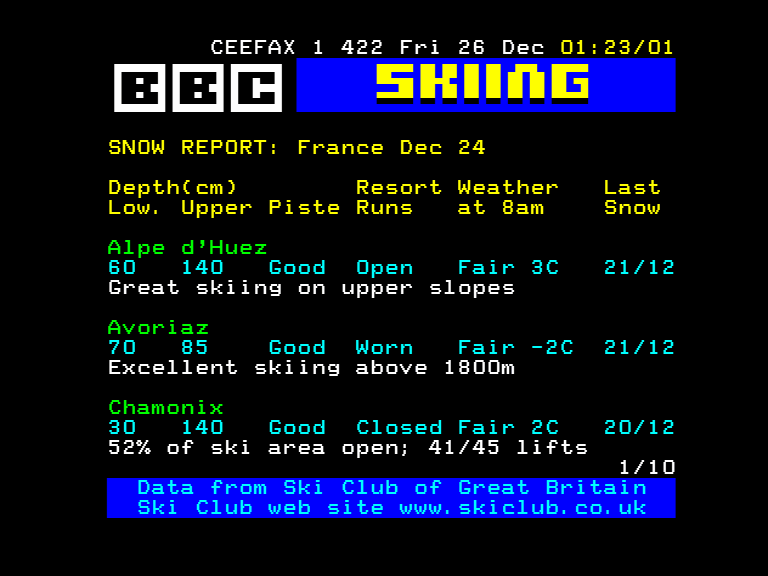 CEEFAX 1 422 Fri 26 Dec 01:23/01
BBC SKIING
SNOW REPORT: France Dec 24
Depth(cm) Resort Weather Last
Low. Upper Piste Runs at 8am Snow
Alpe d'Huez
60 140 Good Open Fair 3C 21/12
Great skiing on upper slopes
Avoriaz
70 85 Good Worn Fair -2C 21/12
Excellent skiing above 1800m
Chamonix
30 140 Good Closed Fair 2C 20/12
52% of ski area open; 41/45 lifts
1/10
Data from Ski Club of Great Britain
Ski Club web site www.skiclub.co.uk